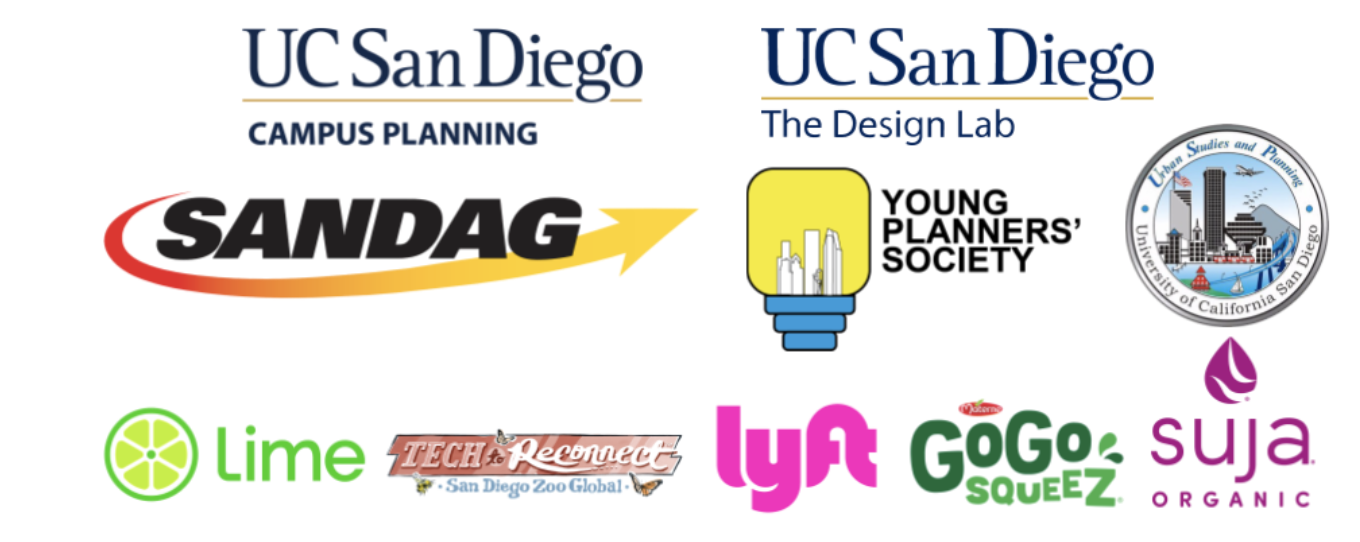 UC San Diego
CAMPUS PLANNING
UC San Diego
The Design Lab
SANDAG
YOUNG
PLANNERS'
SOCIETY
Urban Studies and Planning
University of California San Diego
Lime
TECH to Reconnect
San Diego Zoo Global
lyft
Materne
GoGo
SQUEEZ
suja
ORGANIC